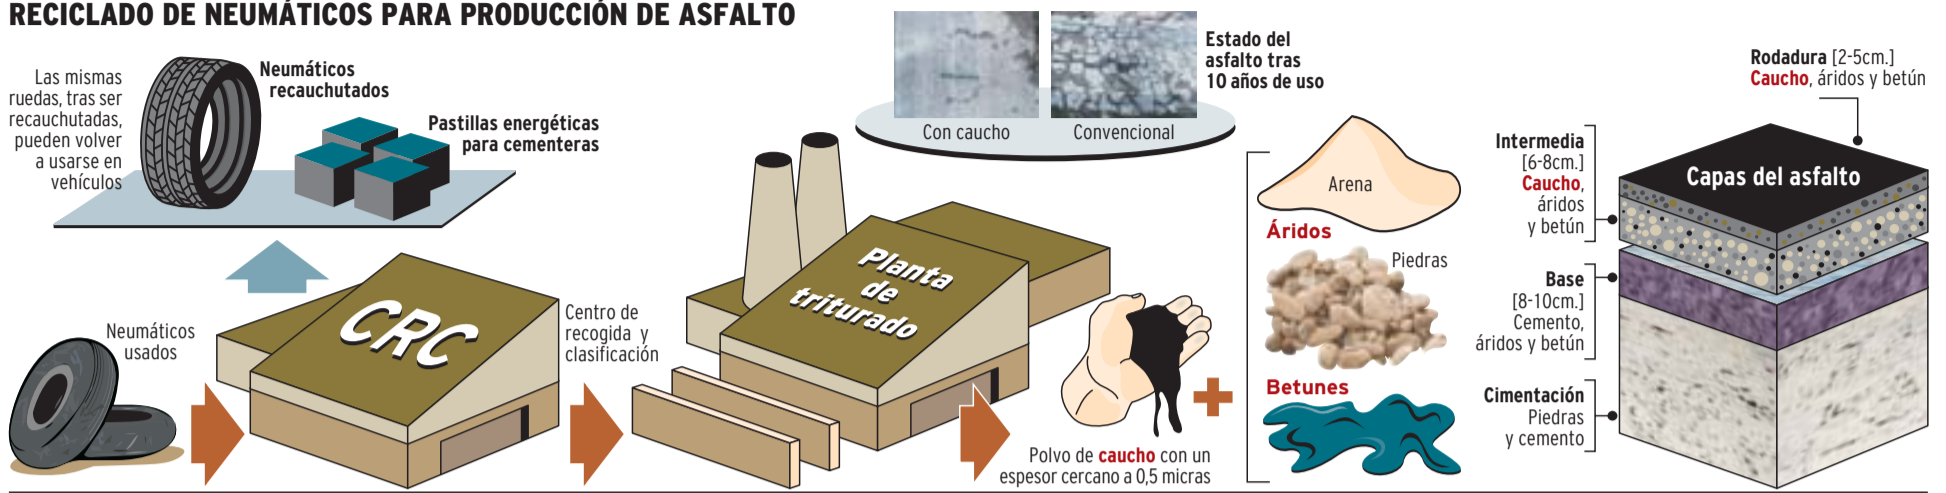 RECICLADO DE NEUMÁTICOS PARA PRODUCCIÓN DE ASFALTO
Las mismas
ruedas, tras ser
recauchutadas,
pueden volver
a usarse en
vehículos
Neumáticos
recauchutados
Pastillas energéticas
para cementeras
Neumáticos
usados
CRC
Centro de
recogida y
clasificación
Planta
de
triturado
Con caucho
Convencional
Estado del
asfalto tras
10 años de uso
Polvo de caucho con un
espesor cercano a 0,5 micras
Arena
Áridos
Piedras
Betunes
Rodadura [2-5cm.]
Caucho, áridos y betún
Intermedia
[6-8cm.]
Caucho,
áridos
y betún
Base
[8-10cm.]
Cemento,
áridos y betún
Cimentación
Piedras
y cemento
Capas del asfalto